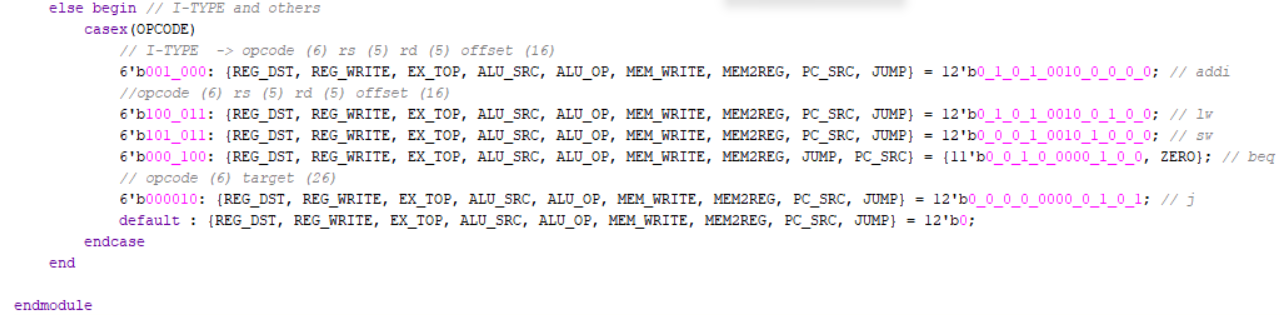 else begin // I-TYPE and others
casex(OPCODE)
// I-TYPE -> opcode (6) rs (5) rd (5) offset (16)
6'b001_000: {REG_DST, REG_WRITE, EX_TOP, ALU_SRC, ALU_OP, MEM_WRITE, MEM2REG, PC_SRC, JUMP} = 12'b0_1_0_1_0010_0_0_0_0; // addi
//opcode (6) rs (5) rd (5) offset (16)
6'b100_011: {REG_DST, REG_WRITE, EX_TOP, ALU_SRC, ALU_OP, MEM_WRITE, MEM2REG, PC_SRC, JUMP} = 12'b0_1_0_1_0010_0_1_0_0; // lw
6'b101_011: {REG_DST, REG_WRITE, EX_TOP, ALU_SRC, ALU_OP, MEM_WRITE, MEM2REG, PC_SRC, JUMP} = 12'b0_0_0_1_0010_1_0_0_0; // sw
6'b000_100: {REG_DST, REG_WRITE, EX_TOP, ALU_SRC, ALU_OP, MEM_WRITE, MEM2REG, JUMP, PC_SRC} = {11'b0_0_1_0_0000_1_0_0, ZERO}; // beq
// opcode (6) target (26)
6'b000010: {REG_DST, REG_WRITE, EX_TOP, ALU_SRC, ALU_OP, MEM_WRITE, MEM2REG, PC_SRC, JUMP} = 12'b0_0_0_0_0000_0_1_0_1; // j
default : {REG_DST, REG_WRITE, EX_TOP, ALU_SRC, ALU_OP, MEM_WRITE, MEM2REG, PC_SRC, JUMP} = 12'b0;
endcase
end
endmodule